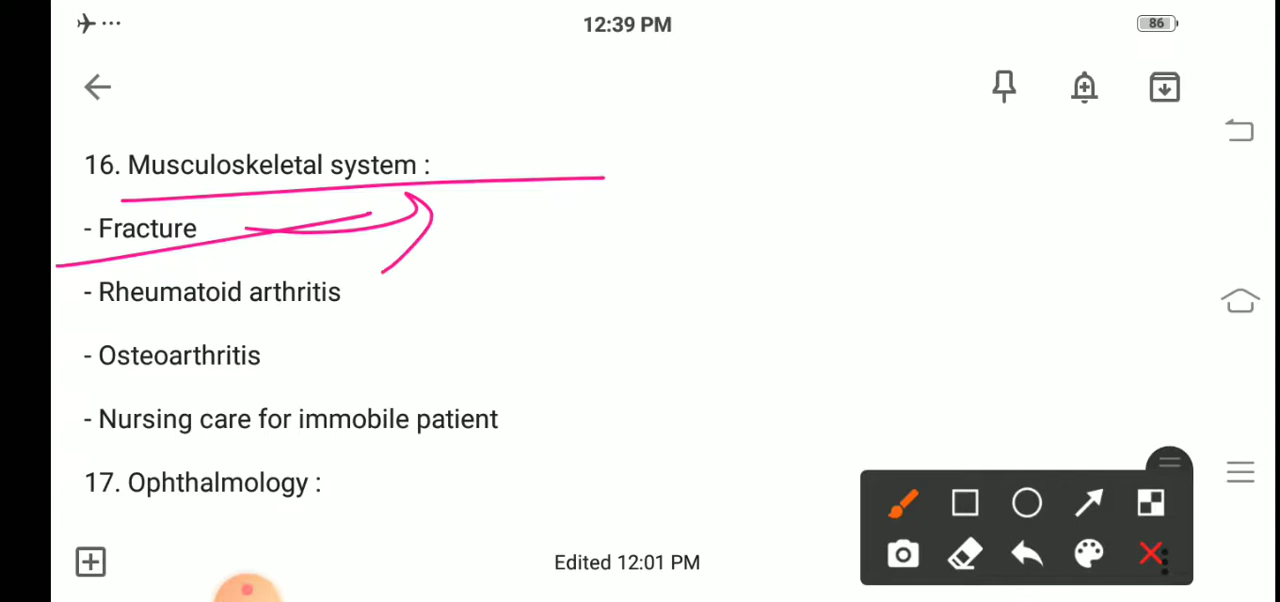 12:39 PM
86
16. Musculoskeletal system :
- Fracture
- Rheumatoid arthritis
- Osteoarthritis
- Nursing care for immobile patient
17. Ophthalmology :
Edited 12:01 PM